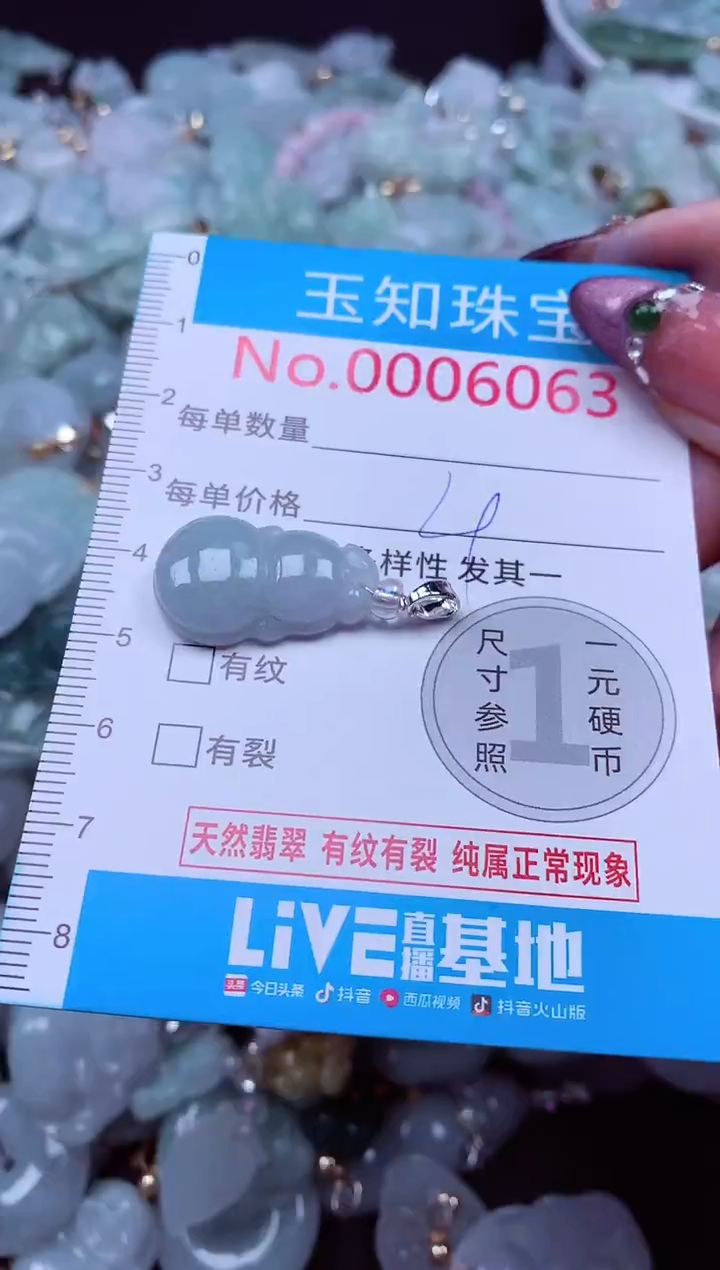 0
玉知珠宝
1
No.0006063
2
每单数量
3
每单价格 4
4
样性 发其一
5
有纹
尺寸参照
1
一元硬币
6
有裂
7
天然翡翠 有纹有裂 纯属正常现象
8
LiVE直播基地
头条 今日头条 抖音 西瓜视频 抖音火山版